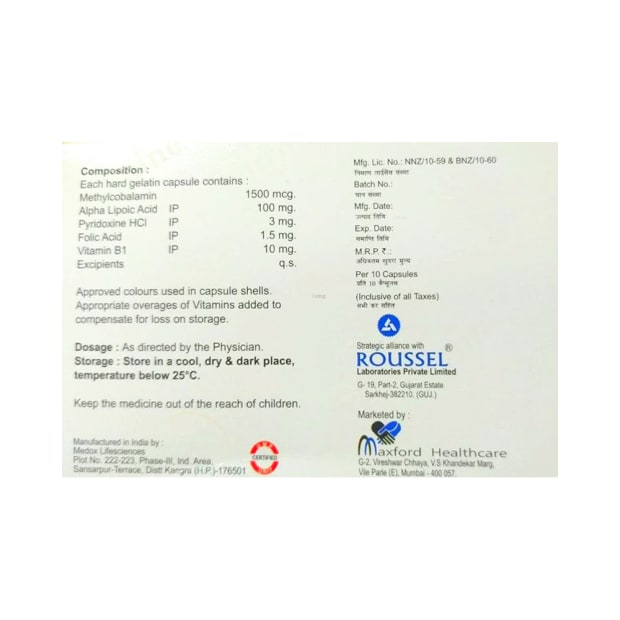 Composition :
Each hard gelatin capsule contains :
Methylcobalamin 1500 mcg.
Alpha Lipoic Acid IP 100 mg.
Pyridoxine HCl IP 3 mg.
Folic Acid IP 1.5 mg.
Vitamin B1 IP 10 mg.
Excipients q.s.
Approved colours used in capsule shells.
Appropriate overages of Vitamins added to
compensate for loss on storage.
Dosage : As directed by the Physician.
Storage : Store in a cool, dry & dark place,
temperature below 25°C.
Keep the medicine out of the reach of children.
Manufactured in India by :
Medox Lifesciences
Plot No. 222-223, Phase-III, Ind. Area,
Sansarpur-Terrace, Distt Kangra (H.P.)-176501
CERTIFIED
Mfg. Lic. No.: NNZ/10-59 & BNZ/10-60
निर्माण लाइसेंस संख्या
Batch No.:
घान संख्या
Mfg. Date:
उत्पाद तिथि
Exp. Date:
समाप्ति तिथि
M.R.P. ₹ :
अधिकतम खुदरा मूल्य
Per 10 Capsules
प्रति 10 कैप्सूलस
(Inclusive of all Taxes)
सभी कर सहित
Strategic alliance with
ROUSSEL ®
Laboratories Private Limited
G- 19, Part-2, Gujarat Estate
Sarkhej-382210. (GUJ.)
Marketed by :
Maxford Healthcare
G-2, Vireshwar Chhaya, V.S Khandekar Marg,
Vile Parle (E), Mumbai - 400 057.